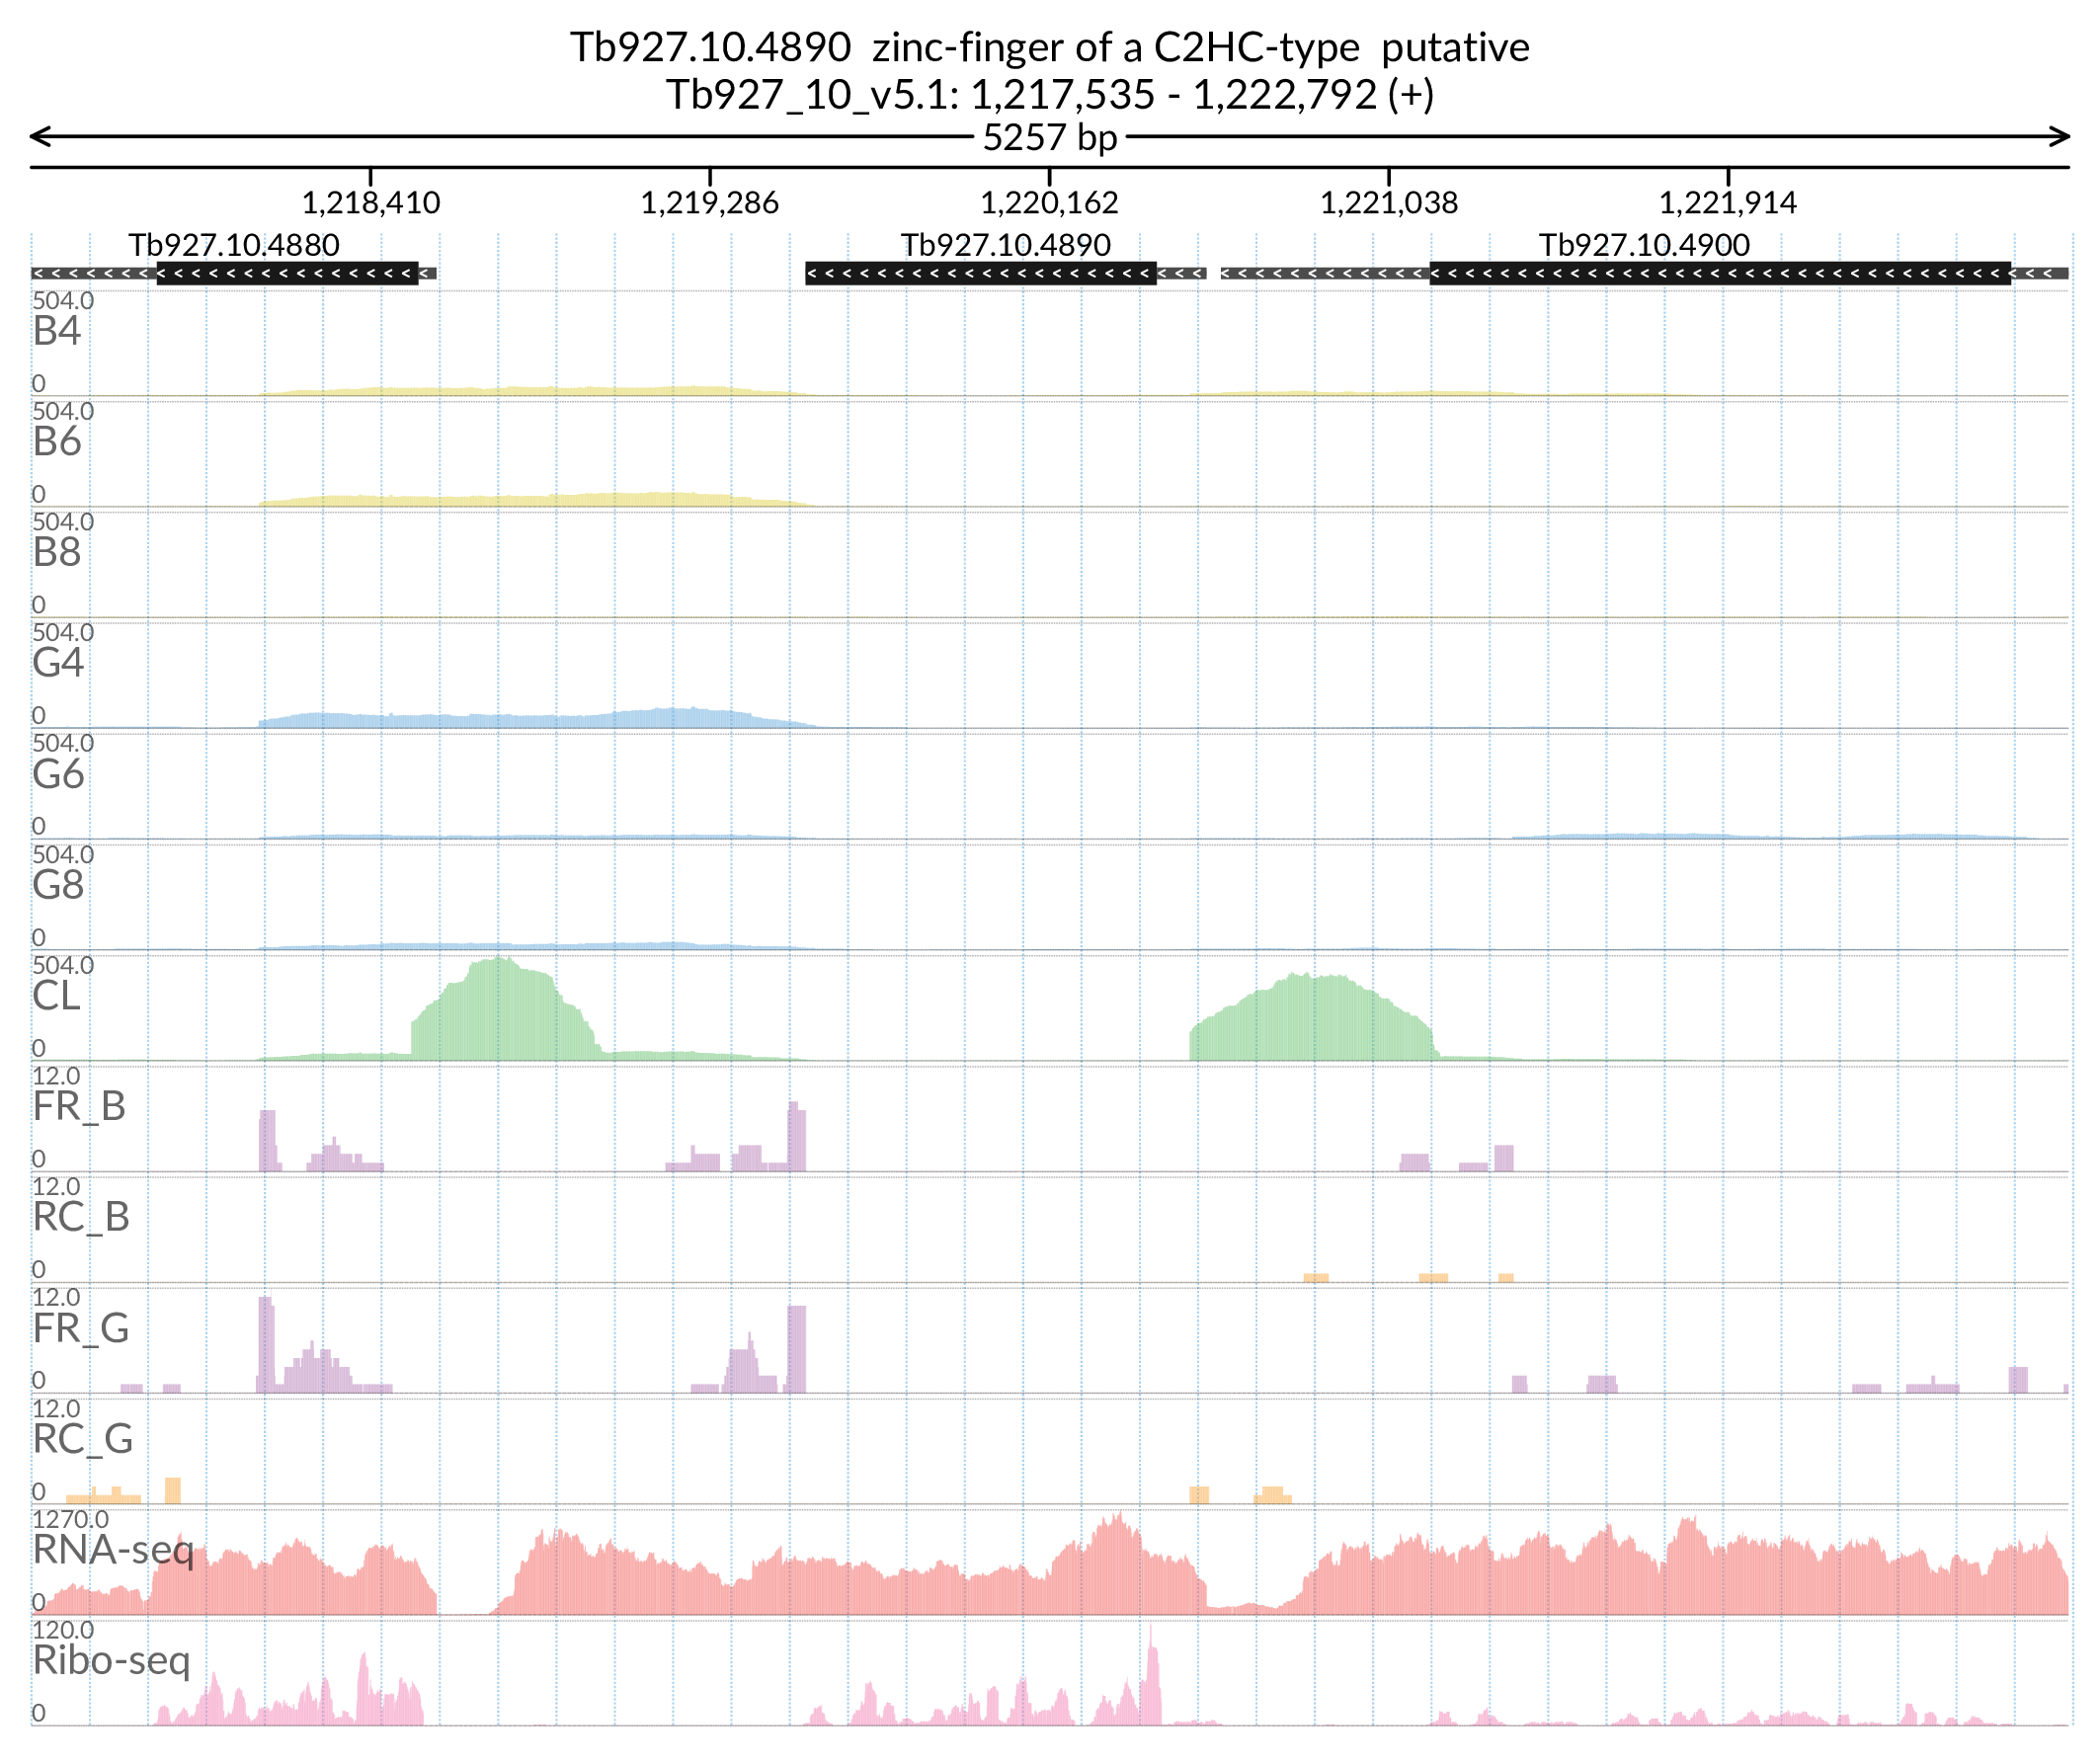 Tb927.10.4890  zinc-finger of a C2HC-type  putative
Tb927_10_v5.1: 1,217,535 - 1,222,792 (+)
5257 bp
1,218,410 1,219,286 1,220,162 1,221,038 1,221,914
Tb927.10.4880 Tb927.10.4890 Tb927.10.4900
504.0
B4
0
504.0
B6
0
504.0
B8
0
504.0
G4
0
504.0
G6
0
504.0
G8
0
504.0
CL
0
12.0
FR_B
0
12.0
RC_B
0
12.0
FR_G
0
12.0
RC_G
0
1270.0
RNA-seq
0
120.0
Ribo-seq
0